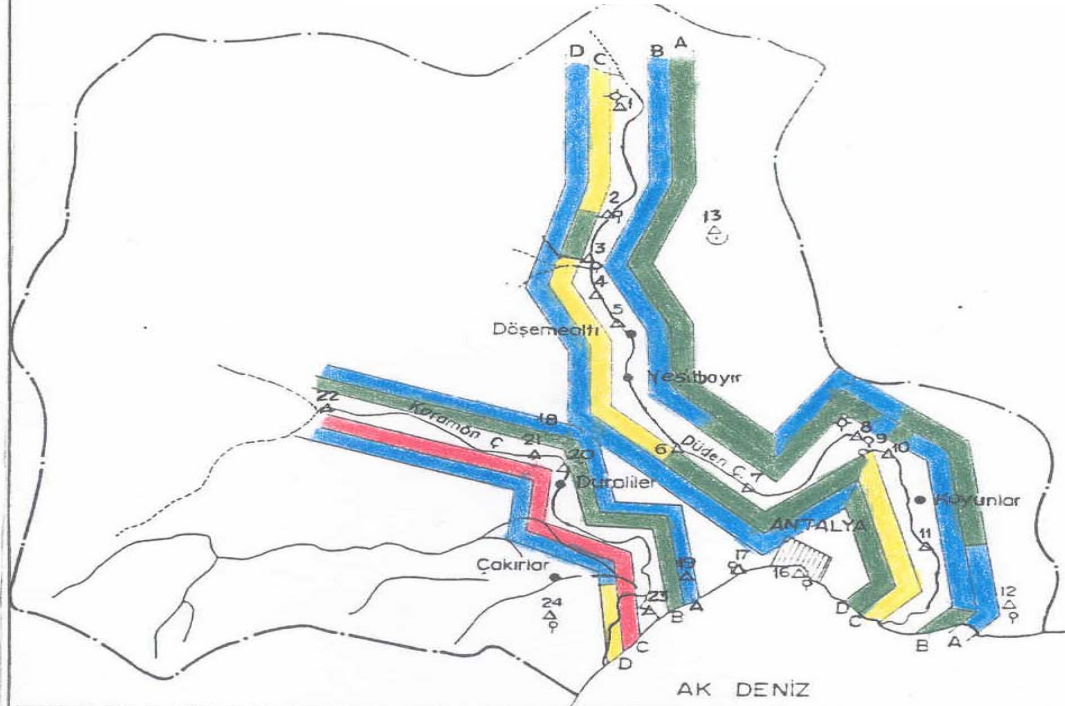 D C B A
1
2
13
3
4
5
Döşemealtı
Yeşilbayır
22
Karaman Ç
18
21
20
6
Düden Ç.
7
8
9
10
Duraliler
Koyunlar
ANTALYA
11
Çakırlar
17
16
19
12
24
23
B A
D
C
B A
C
D
AK DENİZ